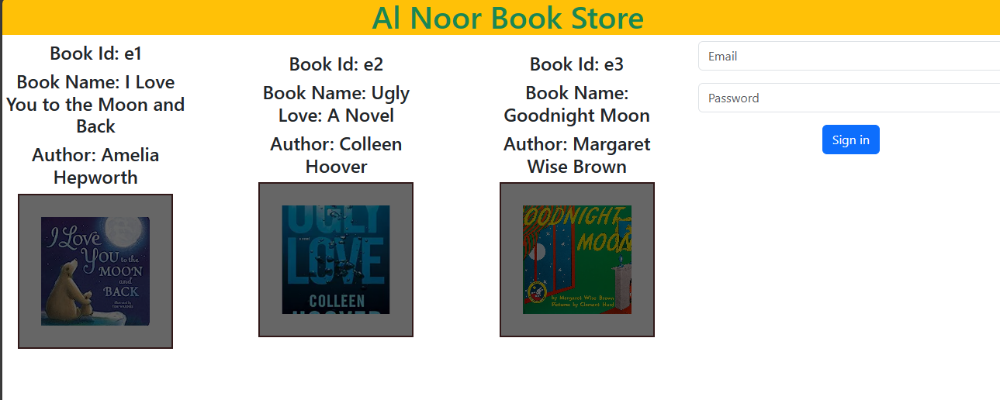 Al Noor Book Store
Book Id: e1
Book Name: I Love
You to the Moon and
Back
Author: Amelia
Hepworth
I Love
YOU to the
MOON
and
BACK
Book Id: e2
Book Name: Ugly
Love: A Novel
Author: Colleen
Hoover
UGLY
LOVE
COLLEEN
HOOVER
Book Id: e3
Book Name:
Goodnight Moon
Author: Margaret
Wise Brown
GOODNIGHT
MOON
by Margaret Wise Brown
Pictures by Clement Hurd
Email
Password
Sign in